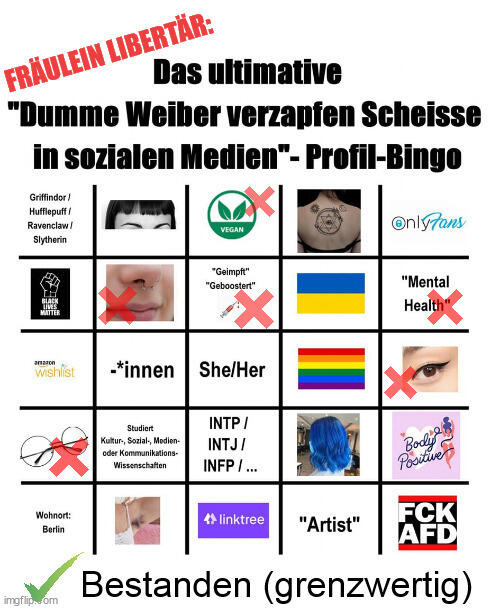 FRÄULEIN LIBERTÄR:
Das ultimative
"Dumme Weiber verzapfen Scheisse
in sozialen Medien"- Profil-Bingo
Griffindor /
Hufflepuff /
Ravenclaw /
Slytherin
VEGAN
OnlyFans
BLACK
LIVES
MATTER
"Geimpft"
"Geboostert"
"Mental
Health"
amazon
wishlist
-*innen
She/Her
Studiert
Kultur-, Sozial-, Medien-
oder Kommunikations-
Wissenschaften
INTP /
INTJ /
INFP / ...
Body
Positive
Wohnort:
Berlin
linktree
"Artist"
FCK
AFD
Bestanden (grenzwertig)
imgflip.com